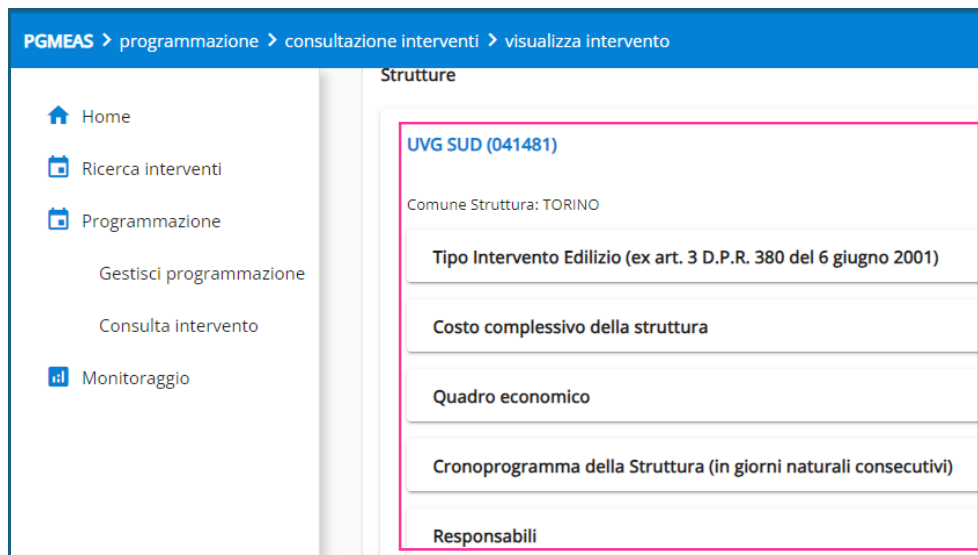 PGMEAS > programmazione > consultazione interventi > visualizza intervento
Home
Ricerca interventi
Programmazione
Gestisci programmazione
Consulta intervento
Monitoraggio
Strutture
UVG SUD (041481)
Comune Struttura: TORINO
Tipo Intervento Edilizio (ex art. 3 D.P.R. 380 del 6 giugno 2001)
Costo complessivo della struttura
Quadro economico
Cronoprogramma della Struttura (in giorni naturali consecutivi)
Responsabili